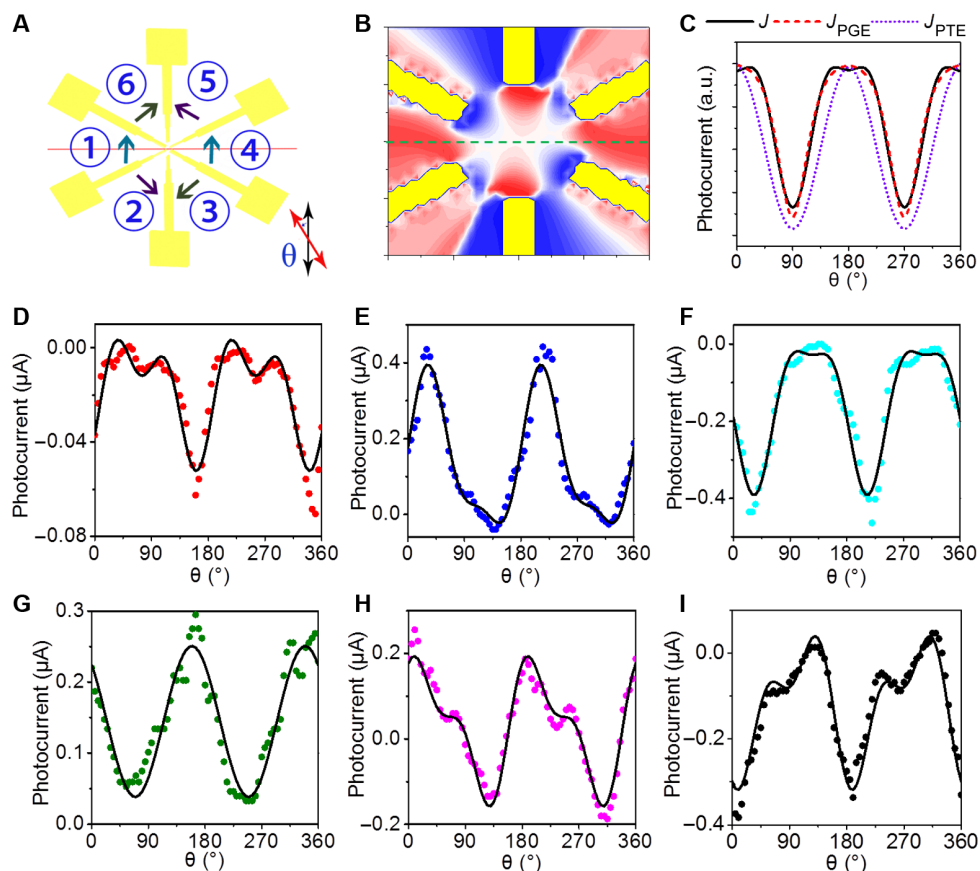 A
6
5
1
4
2
3
θ
B
C
J
J_PGE
J_PTE
Photocurrent (a.u.)
0 90 180 270 360
θ (°)
D
Photocurrent (μA)
0.00
−0.04
−0.08
0 90 180 270 360
θ (°)
E
Photocurrent (μA)
0.4
0.2
0.0
0 90 180 270 360
θ (°)
F
Photocurrent (μA)
0.0
−0.2
−0.4
0 90 180 270 360
θ (°)
G
Photocurrent (μA)
0.3
0.2
0.1
0.0
0 90 180 270 360
θ (°)
H
Photocurrent (μA)
0.2
0.0
−0.2
0 90 180 270 360
θ (°)
I
Photocurrent (μA)
0.0
−0.2
−0.4
0 90 180 270 360
θ (°)